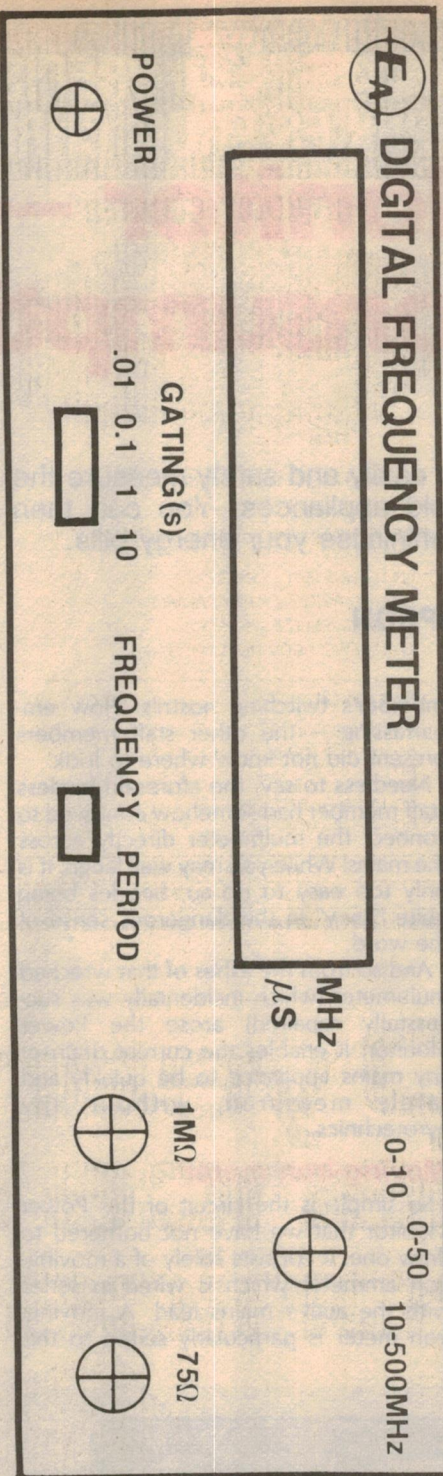 EA DIGITAL FREQUENCY METER
0-10 0-50 10-500MHz
MHz
µS
POWER
GATING(s)
.01 0.1 1 10
FREQUENCY PERIOD
1MΩ
75Ω